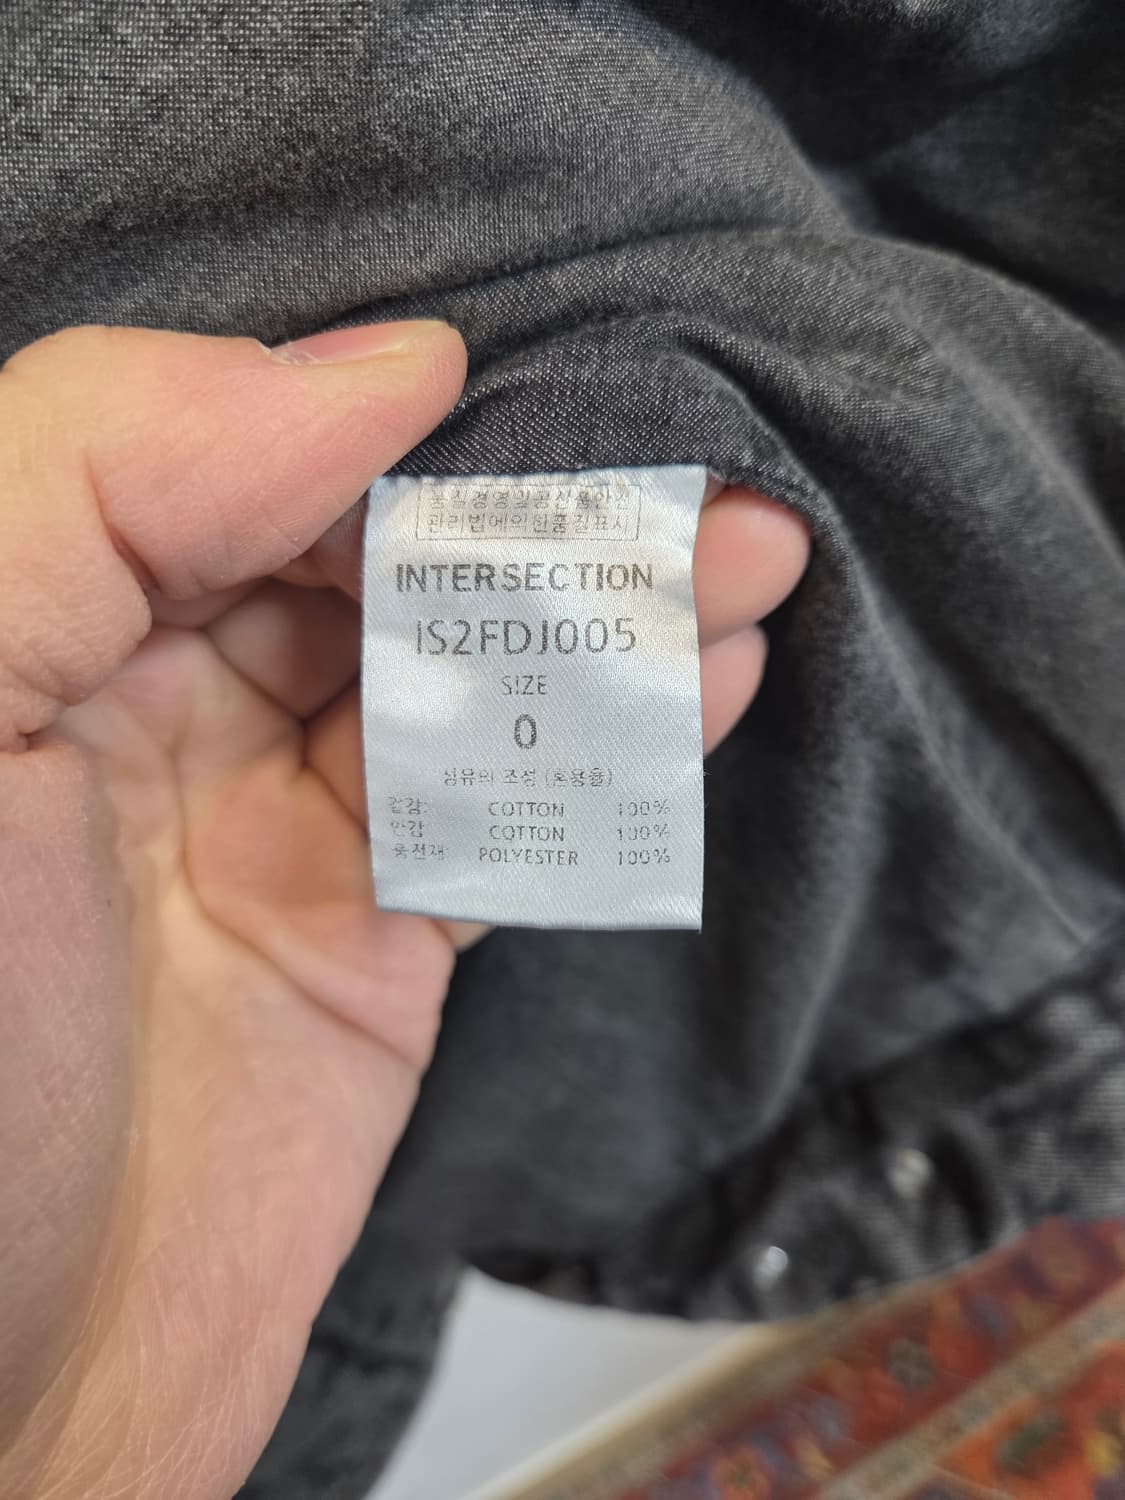 품질경영및공산품안전
관리법에의한품질표시
INTERSECTION
IS2FDJ005
SIZE
0
섬유의 조성 (혼용율)
겉감: COTTON 100%
안감 COTTON 100%
충전재 POLYESTER 100%